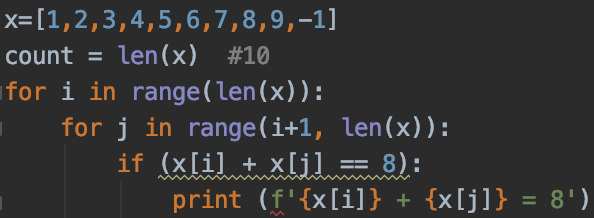 x=[1,2,3,4,5,6,7,8,9,-1]
count = len(x)  #10
for i in range(len(x)):
    for j in range(i+1, len(x)):
        if (x[i] + x[j] == 8):
            print (f'{x[i]} + {x[j]} = 8')